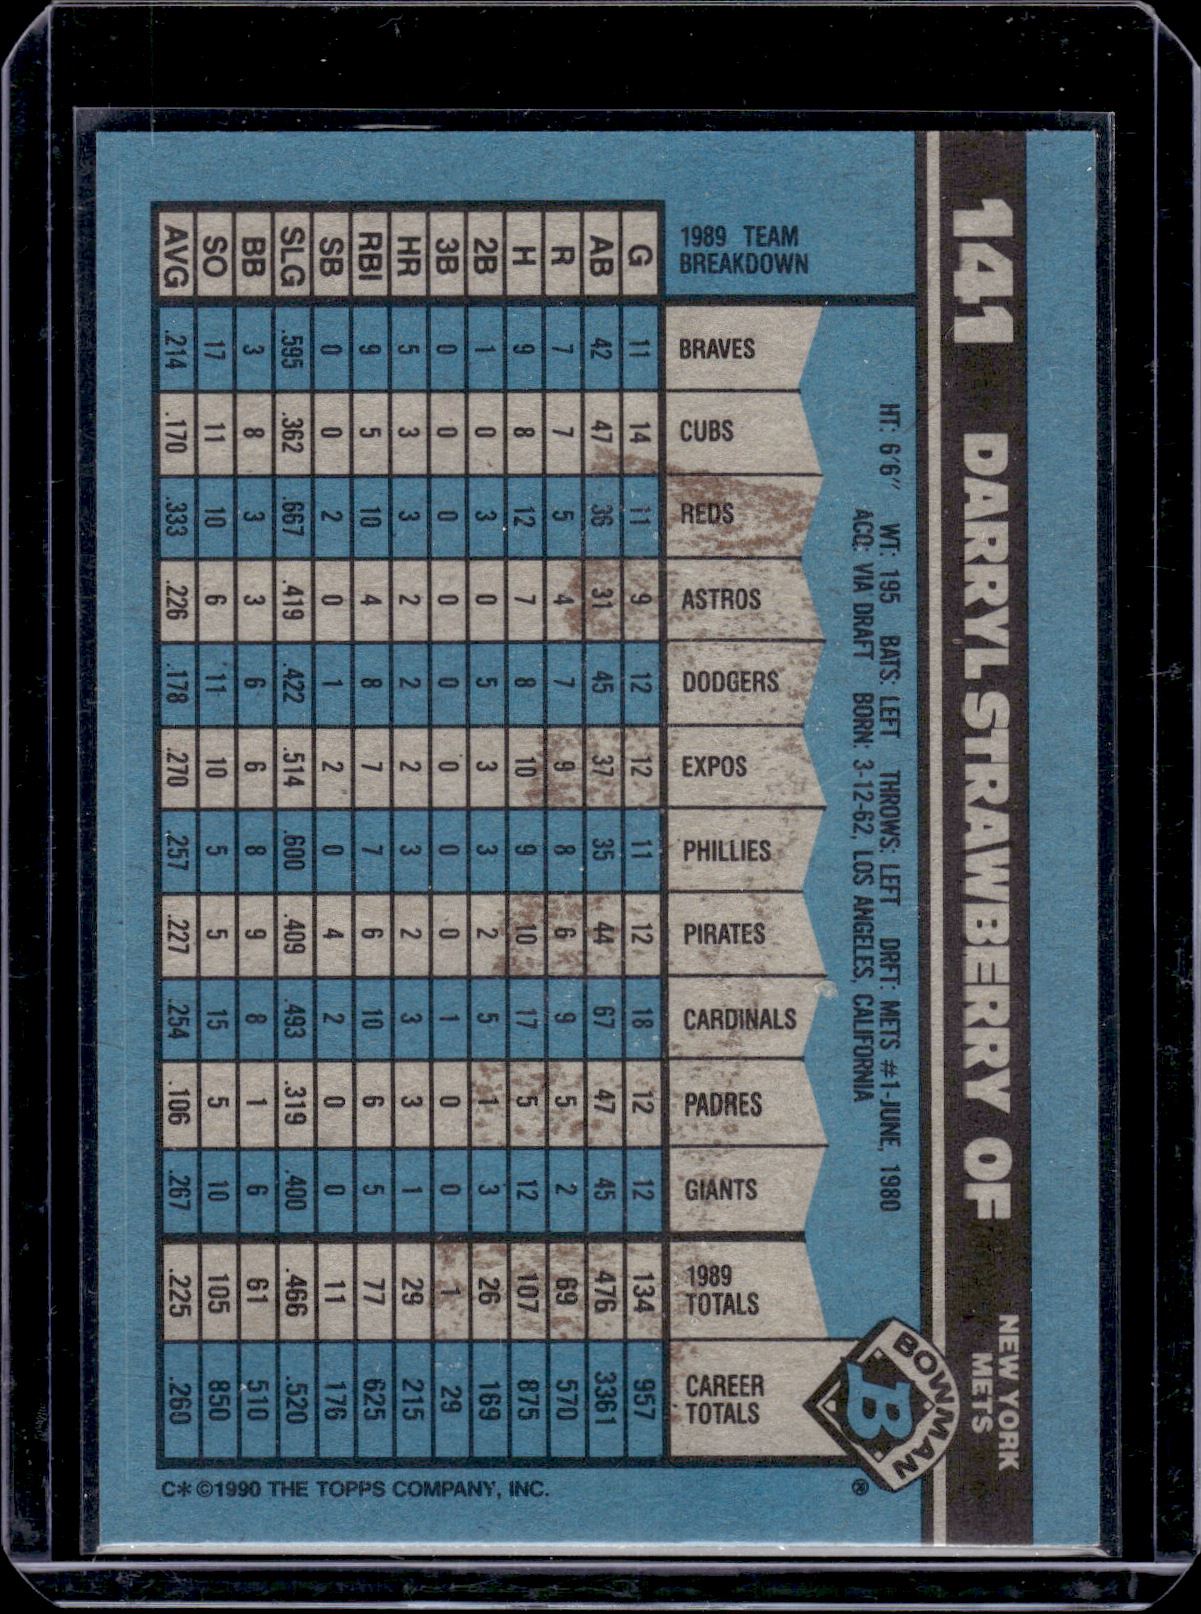 141 DARRYL STRAWBERRY OF
NEW YORK
METS
HT: 6'6" WT: 195 BATS: LEFT THROWS: LEFT DRFT: METS #1-JUNE, 1980
ACQ: VIA DRAFT BORN: 3-12-62, LOS ANGELES, CALIFORNIA
BOWMAN
B
1989 TEAM
BREAKDOWN
G AB R H 2B 3B HR RBI SB SLG BB SO AVG
BRAVES 11 42 7 9 1 0 5 9 0 .595 3 17 .214
CUBS 14 47 7 8 0 0 3 5 0 .362 8 11 .170
REDS 11 36 5 12 3 0 3 10 2 .667 3 10 .333
ASTROS 9 31 4 7 0 0 2 4 0 .419 3 6 .226
DODGERS 12 45 7 8 5 0 2 8 1 .422 6 11 .178
EXPOS 12 37 9 10 3 0 2 7 2 .514 6 10 .270
PHILLIES 11 35 8 9 3 0 3 7 0 .600 8 5 .257
PIRATES 12 44 6 10 2 0 2 6 4 .409 9 5 .227
CARDINALS 18 67 9 17 5 1 3 10 2 .493 8 15 .254
PADRES 12 47 5 5 1 0 3 6 0 .319 1 5 .106
GIANTS 12 45 2 12 3 0 1 5 0 .400 6 10 .267
1989
TOTALS 134 476 69 107 26 1 29 77 11 .466 61 105 .225
CAREER
TOTALS 957 3361 570 875 169 29 215 625 176 .520 510 850 .260
®
C*©1990 THE TOPPS COMPANY, INC.